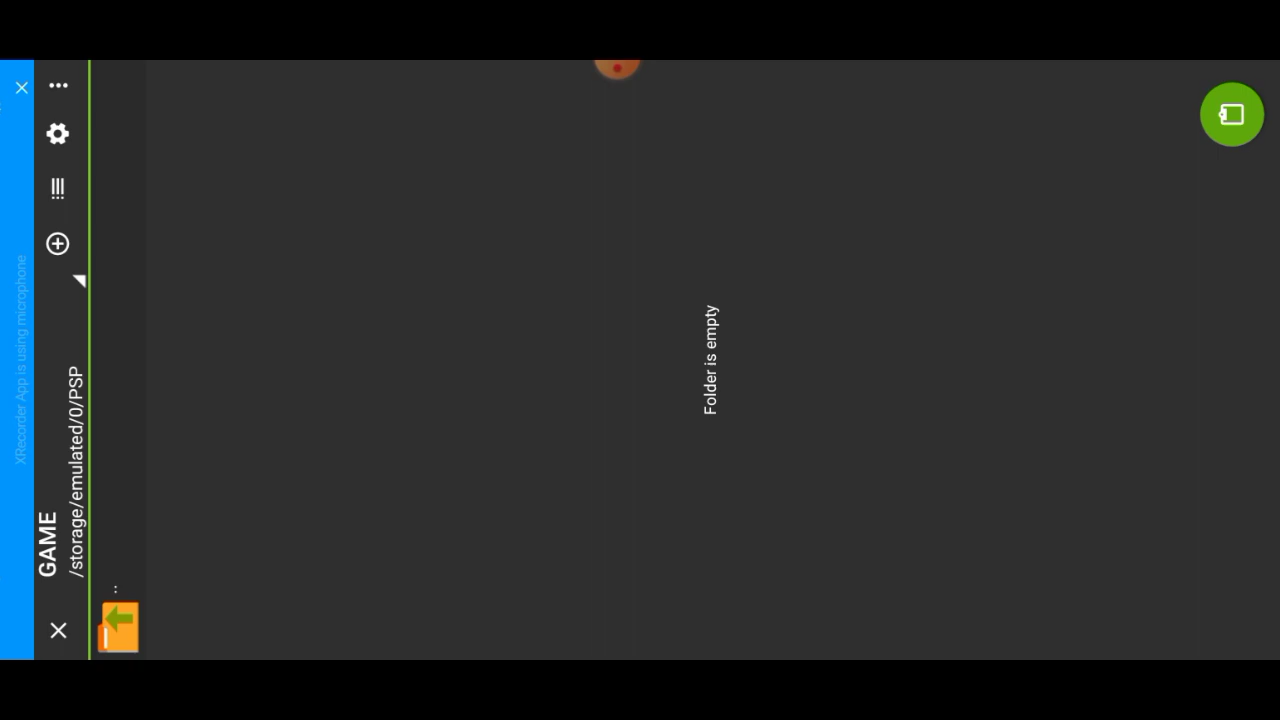 XRecorder App is using microphone
GAME
/storage/emulated/0/PSP
..
Folder is empty